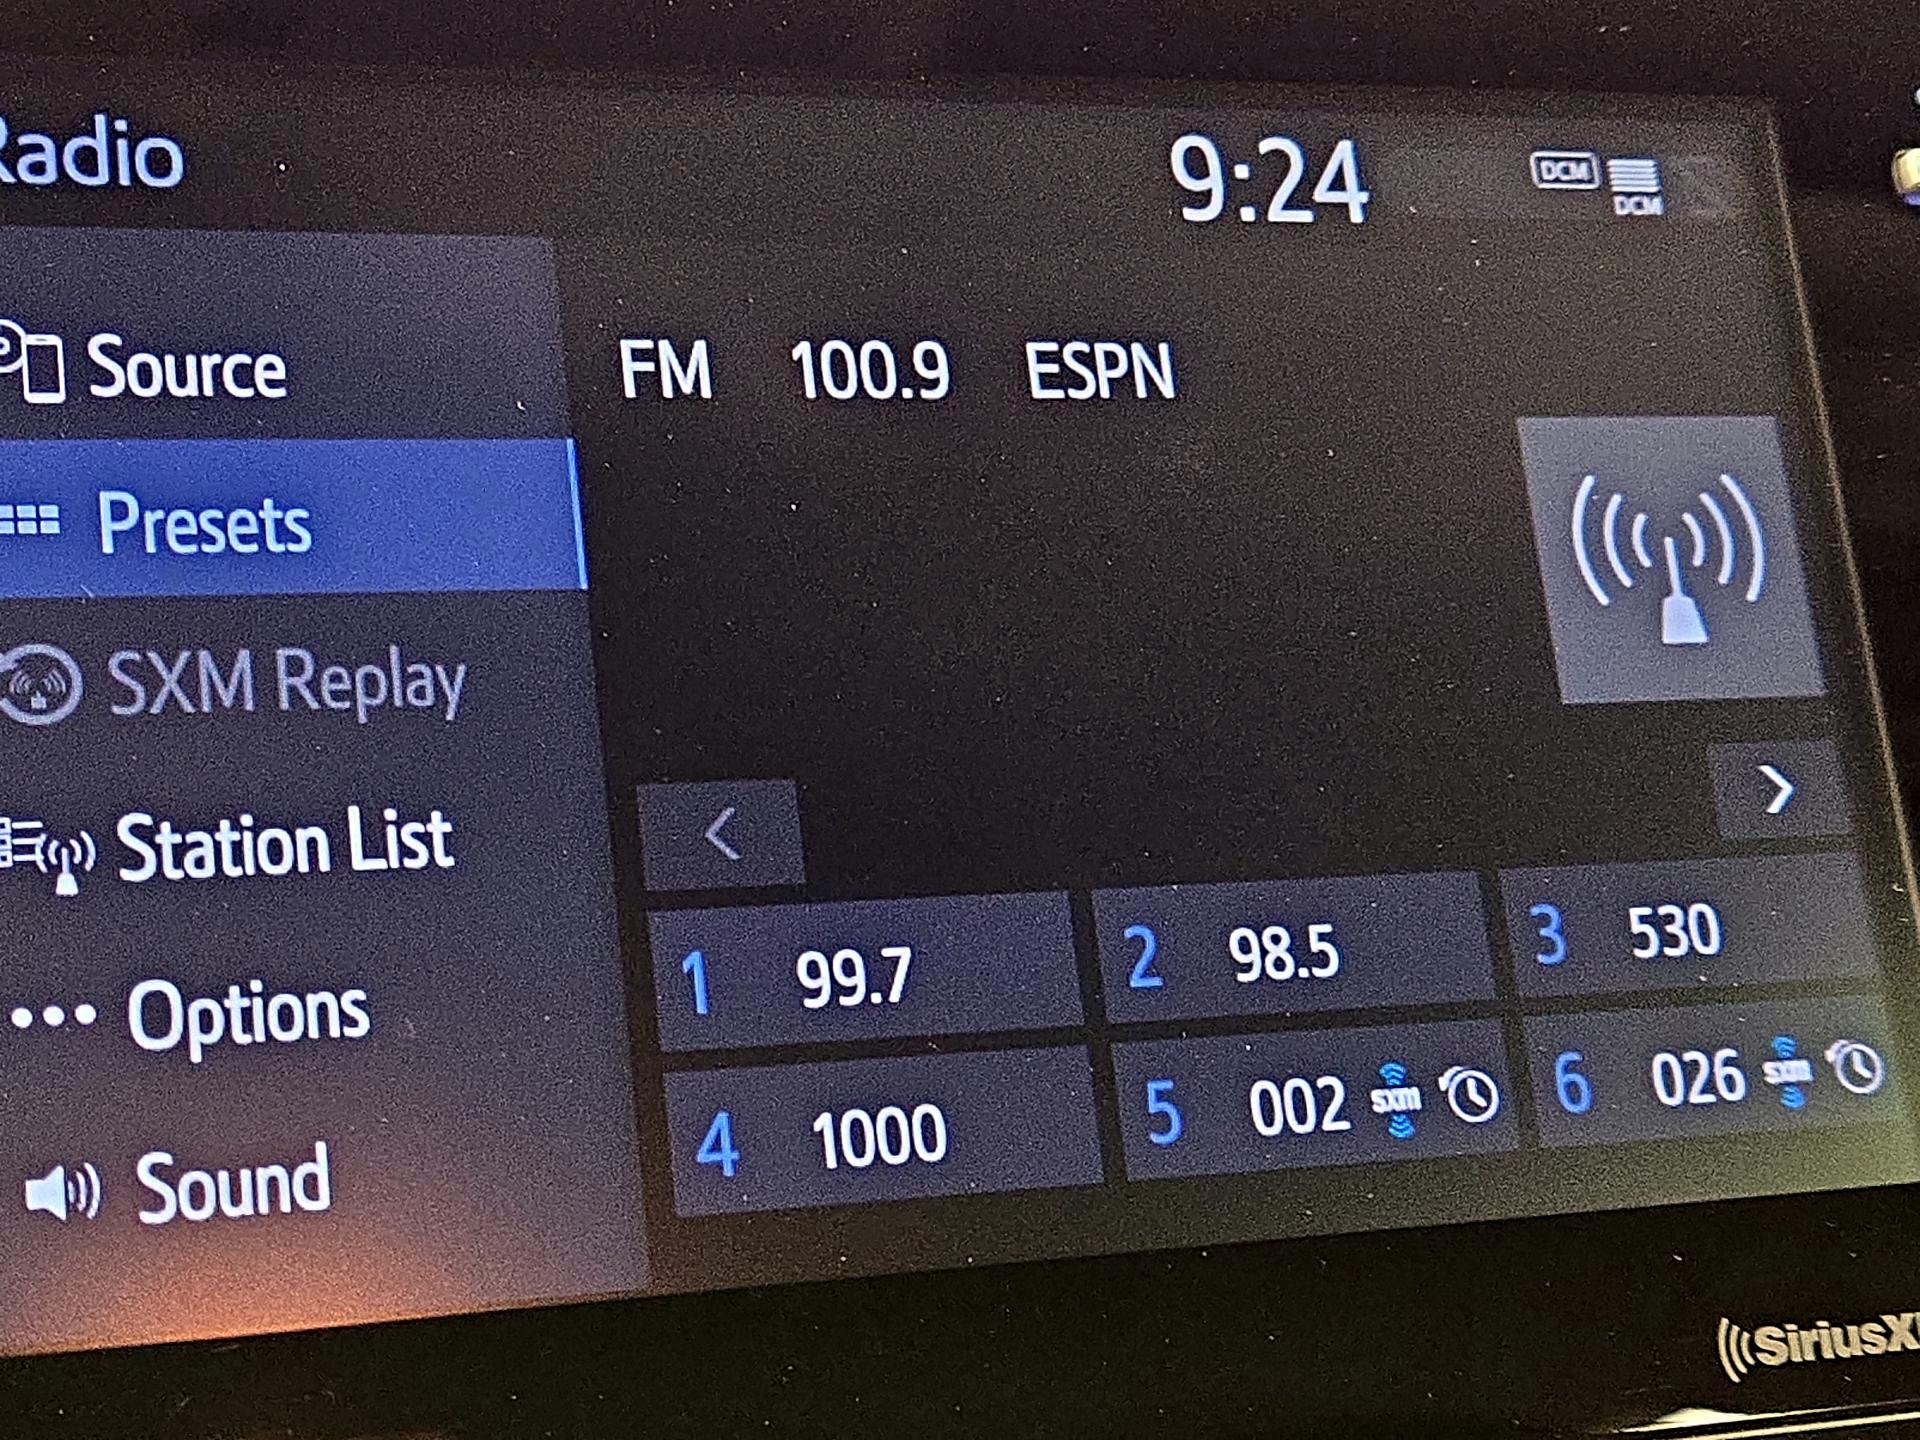 Radio
9:24
DCM
DCM
Source
FM 100.9 ESPN
Presets
SXM Replay
Station List
Options
Sound
1 99.7
2 98.5
3 530
4 1000
5 002 sxm
6 026 sxm
SiriusX